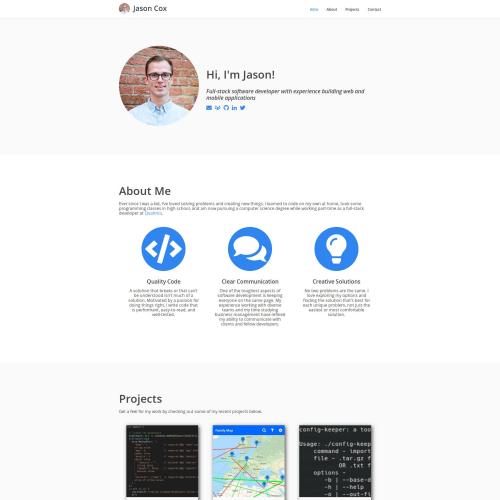 Jason Cox
Home About Projects Contact
Hi, I'm Jason!
Full-stack software developer with experience building web and
mobile applications
About Me
Ever since I was a kid, I've loved solving problems and creating new things. I learned to code on my own at home, took some
programming classes in high school and am now pursuing a computer science degree while working part-time as a full-stack
developer at
Quality Code
A solution that breaks or that can't
be understood isn't much of a
solution. Motivated by a passion for
doing things right, I write code that
is performant, easy-to-read, and
well-tested.
Clear Communication
One of the toughest aspects of
software development is keeping
everyone on the same page. My
experience working with diverse
teams and my time studying
business management have refined
my ability to communicate with
clients and fellow developers.
Creative Solutions
No two problems are the same. I
love exploring my options and
finding the solution that's best for
each unique problem, not just the
easiest or most comfortable
solution.
Projects
Get a feel for my work by checking out some of my recent projects below.
Family Map
config-keeper: a too
Usage: ./config-keep
command - import
file - .tar.gz f
OR .txt f
options -
-b | --base-d
-h | --help
-o | --out-fi